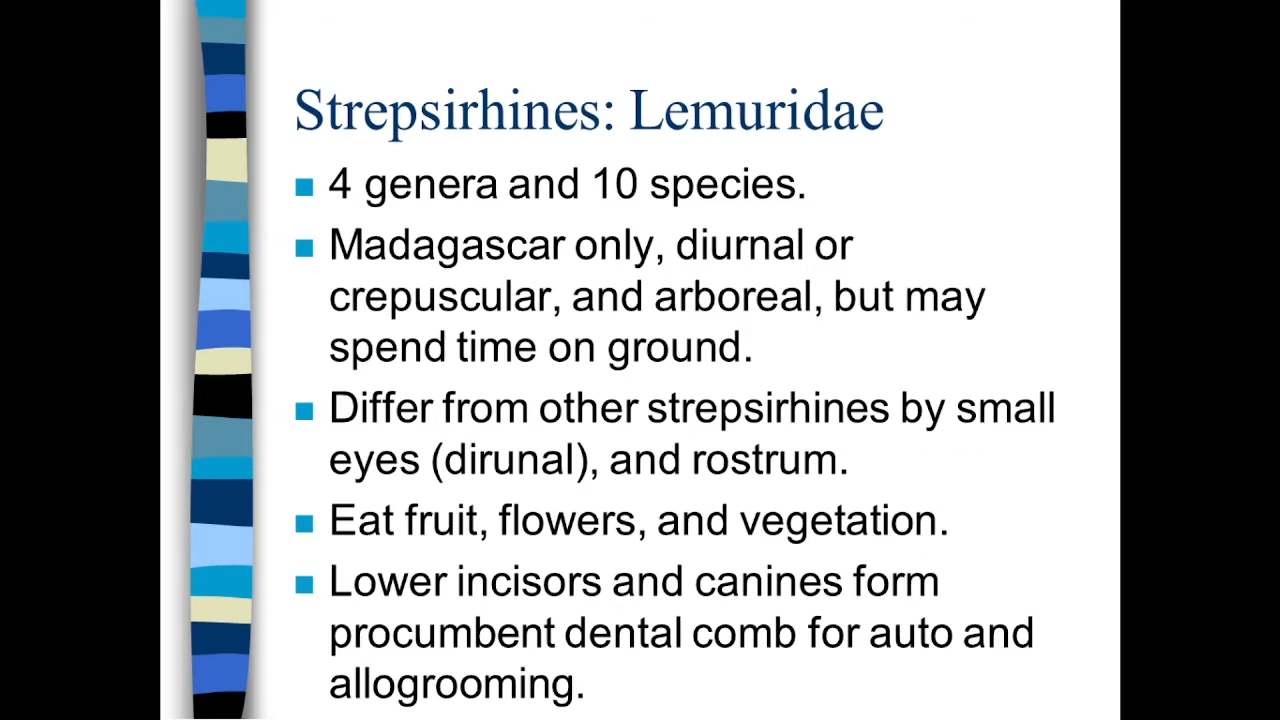 Strepsirhines: Lemuridae
4 genera and 10 species.
Madagascar only, diurnal or
crepuscular, and arboreal, but may
spend time on ground.
Differ from other strepsirhines by small
eyes (dirunal), and rostrum.
Eat fruit, flowers, and vegetation.
Lower incisors and canines form
procumbent dental comb for auto and
allogrooming.